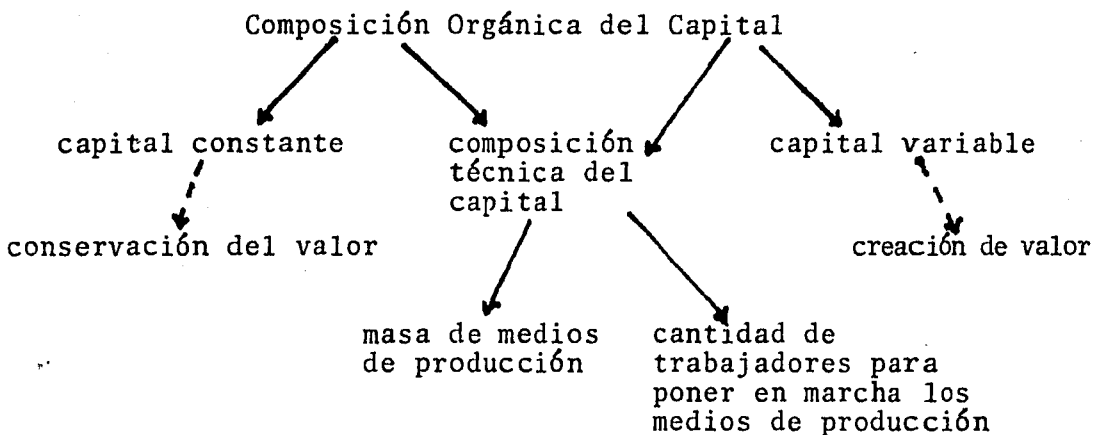 Composición Orgánica del Capital
capital constante
composición
técnica del
capital
capital variable
conservación del valor
creación de valor
masa de medios
de producción
cantidad de
trabajadores para
poner en marcha los
medios de producción